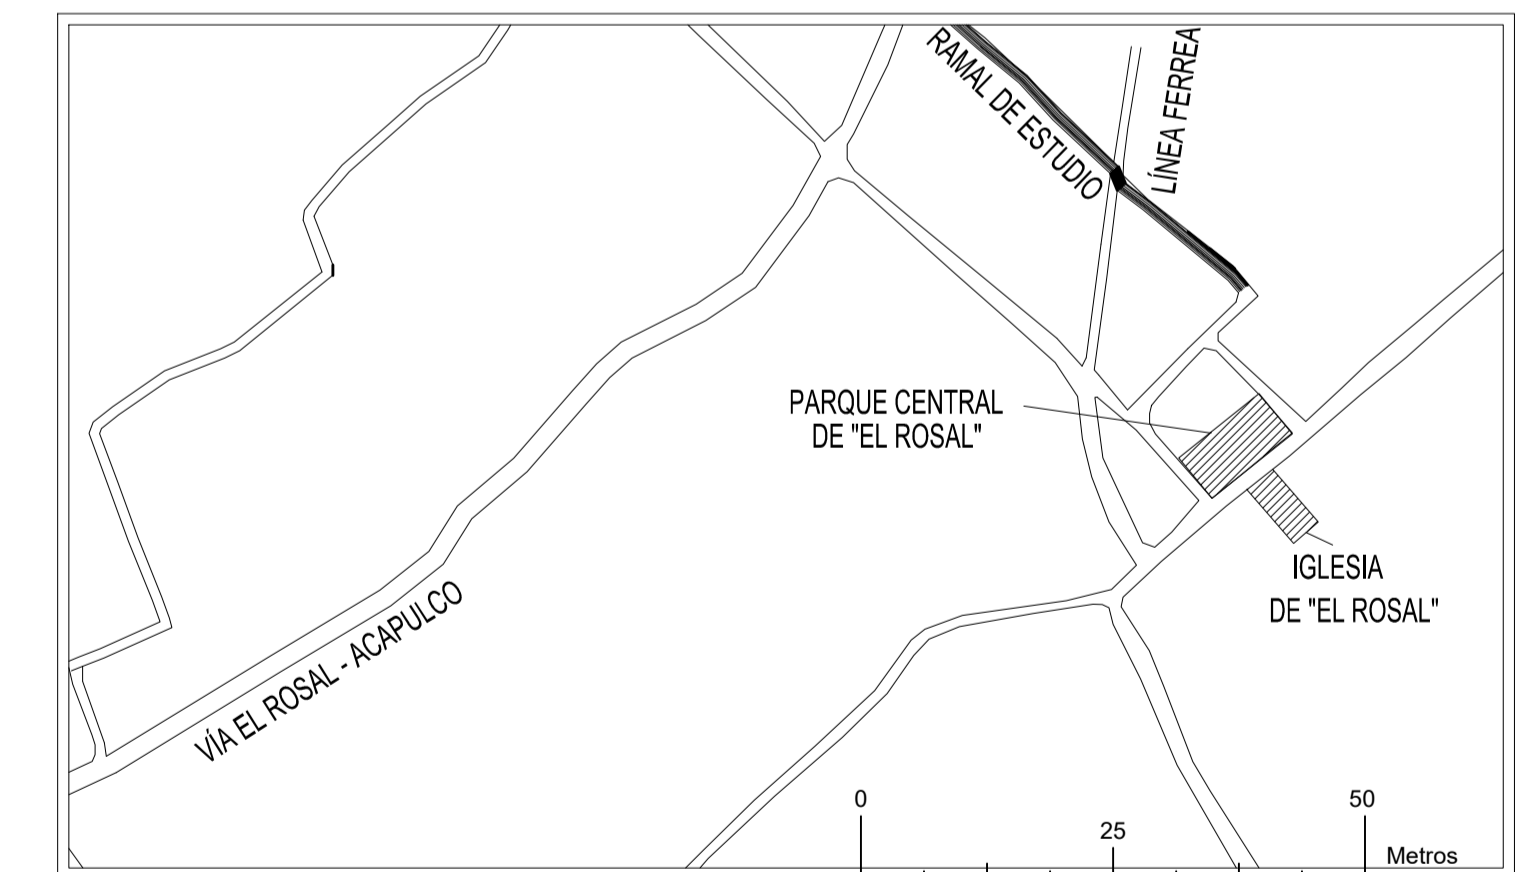 RAMAL DE ESTUDIO
LÍNEA FERREA
PARQUE CENTRAL
DE "EL ROSAL"
IGLESIA
DE "EL ROSAL"
VÍA EL ROSAL - ACAPULCO
0
25
50
Metros